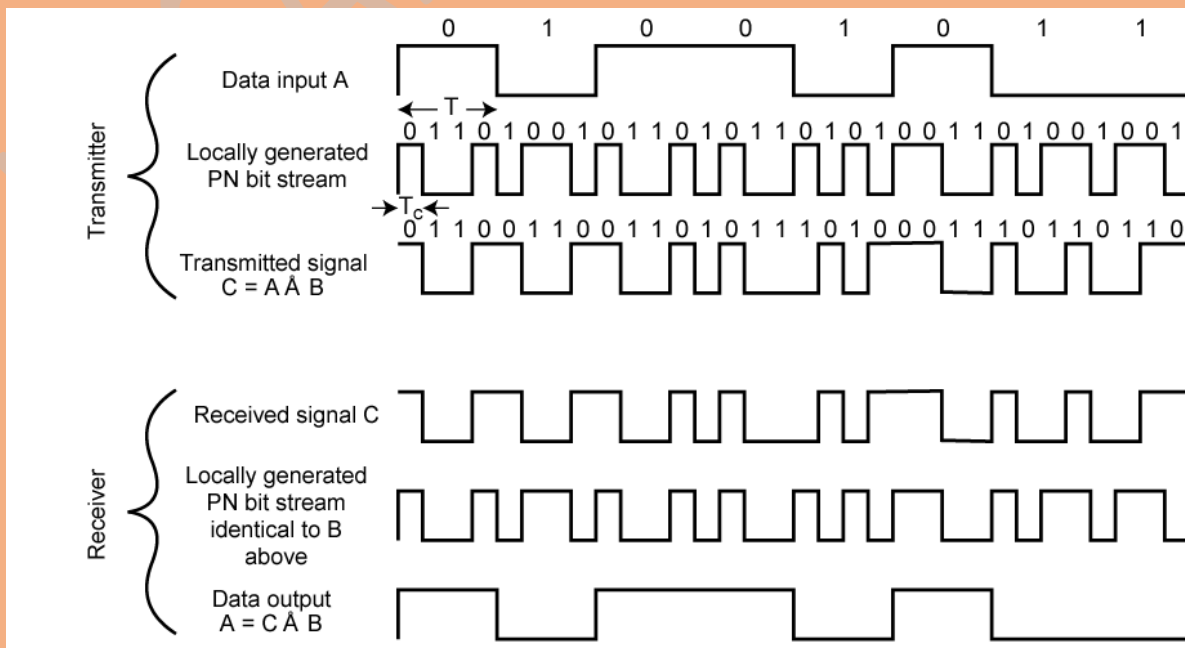 0 1 0 0 1 0 1 1
Data input A
T
0 1 1 0 1 0 0 1 0 1 1 0 1 0 1 1 0 1 0 1 0 0 1 1 0 1 0 0 1 0 0 1
Locally generated
PN bit stream
Transmitter
Tc
0 1 1 0 0 1 1 0 0 1 1 0 1 0 1 1 1 0 1 0 0 0 1 1 1 0 1 1 0 1 1 0
Transmitted signal
C = A Å B
Received signal C
Locally generated
PN bit stream
identical to B
above
Receiver
Data output
A = C Å B